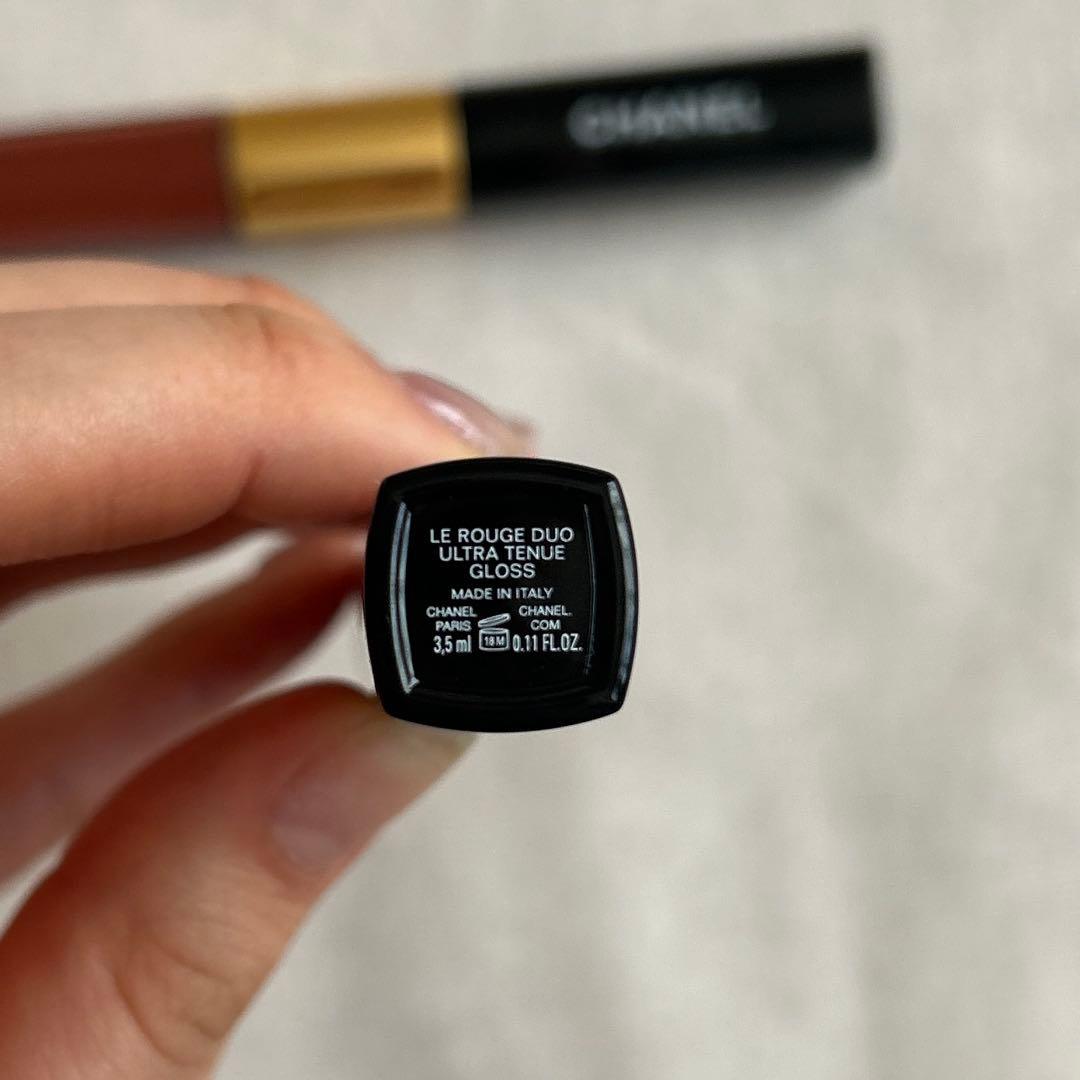 CHANEL
LE ROUGE DUO
ULTRA TENUE
GLOSS
MADE IN ITALY
CHANEL CHANEL.
PARIS COM
3,5 ml 18 M 0.11 FL.OZ.